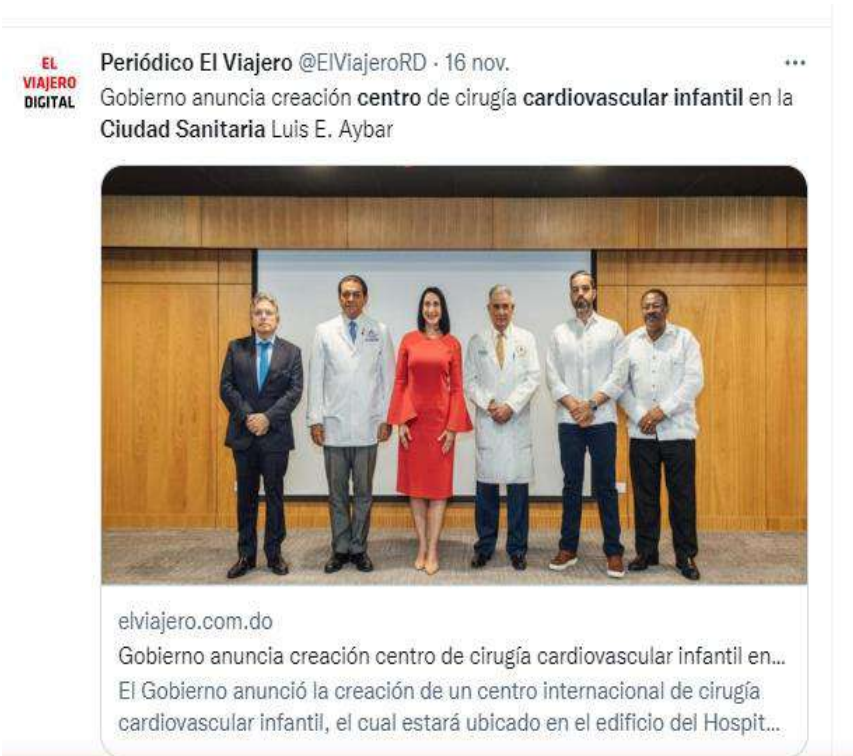 EL
VIAJERO
DIGITAL
Periódico El Viajero @ElViajeroRD · 16 nov.
Gobierno anuncia creación centro de cirugía cardiovascular infantil en la
Ciudad Sanitaria Luis E. Aybar
elviajero.com.do
Gobierno anuncia creación centro de cirugía cardiovascular infantil en...
El Gobierno anunció la creación de un centro internacional de cirugía
cardiovascular infantil, el cual estará ubicado en el edificio del Hospit...